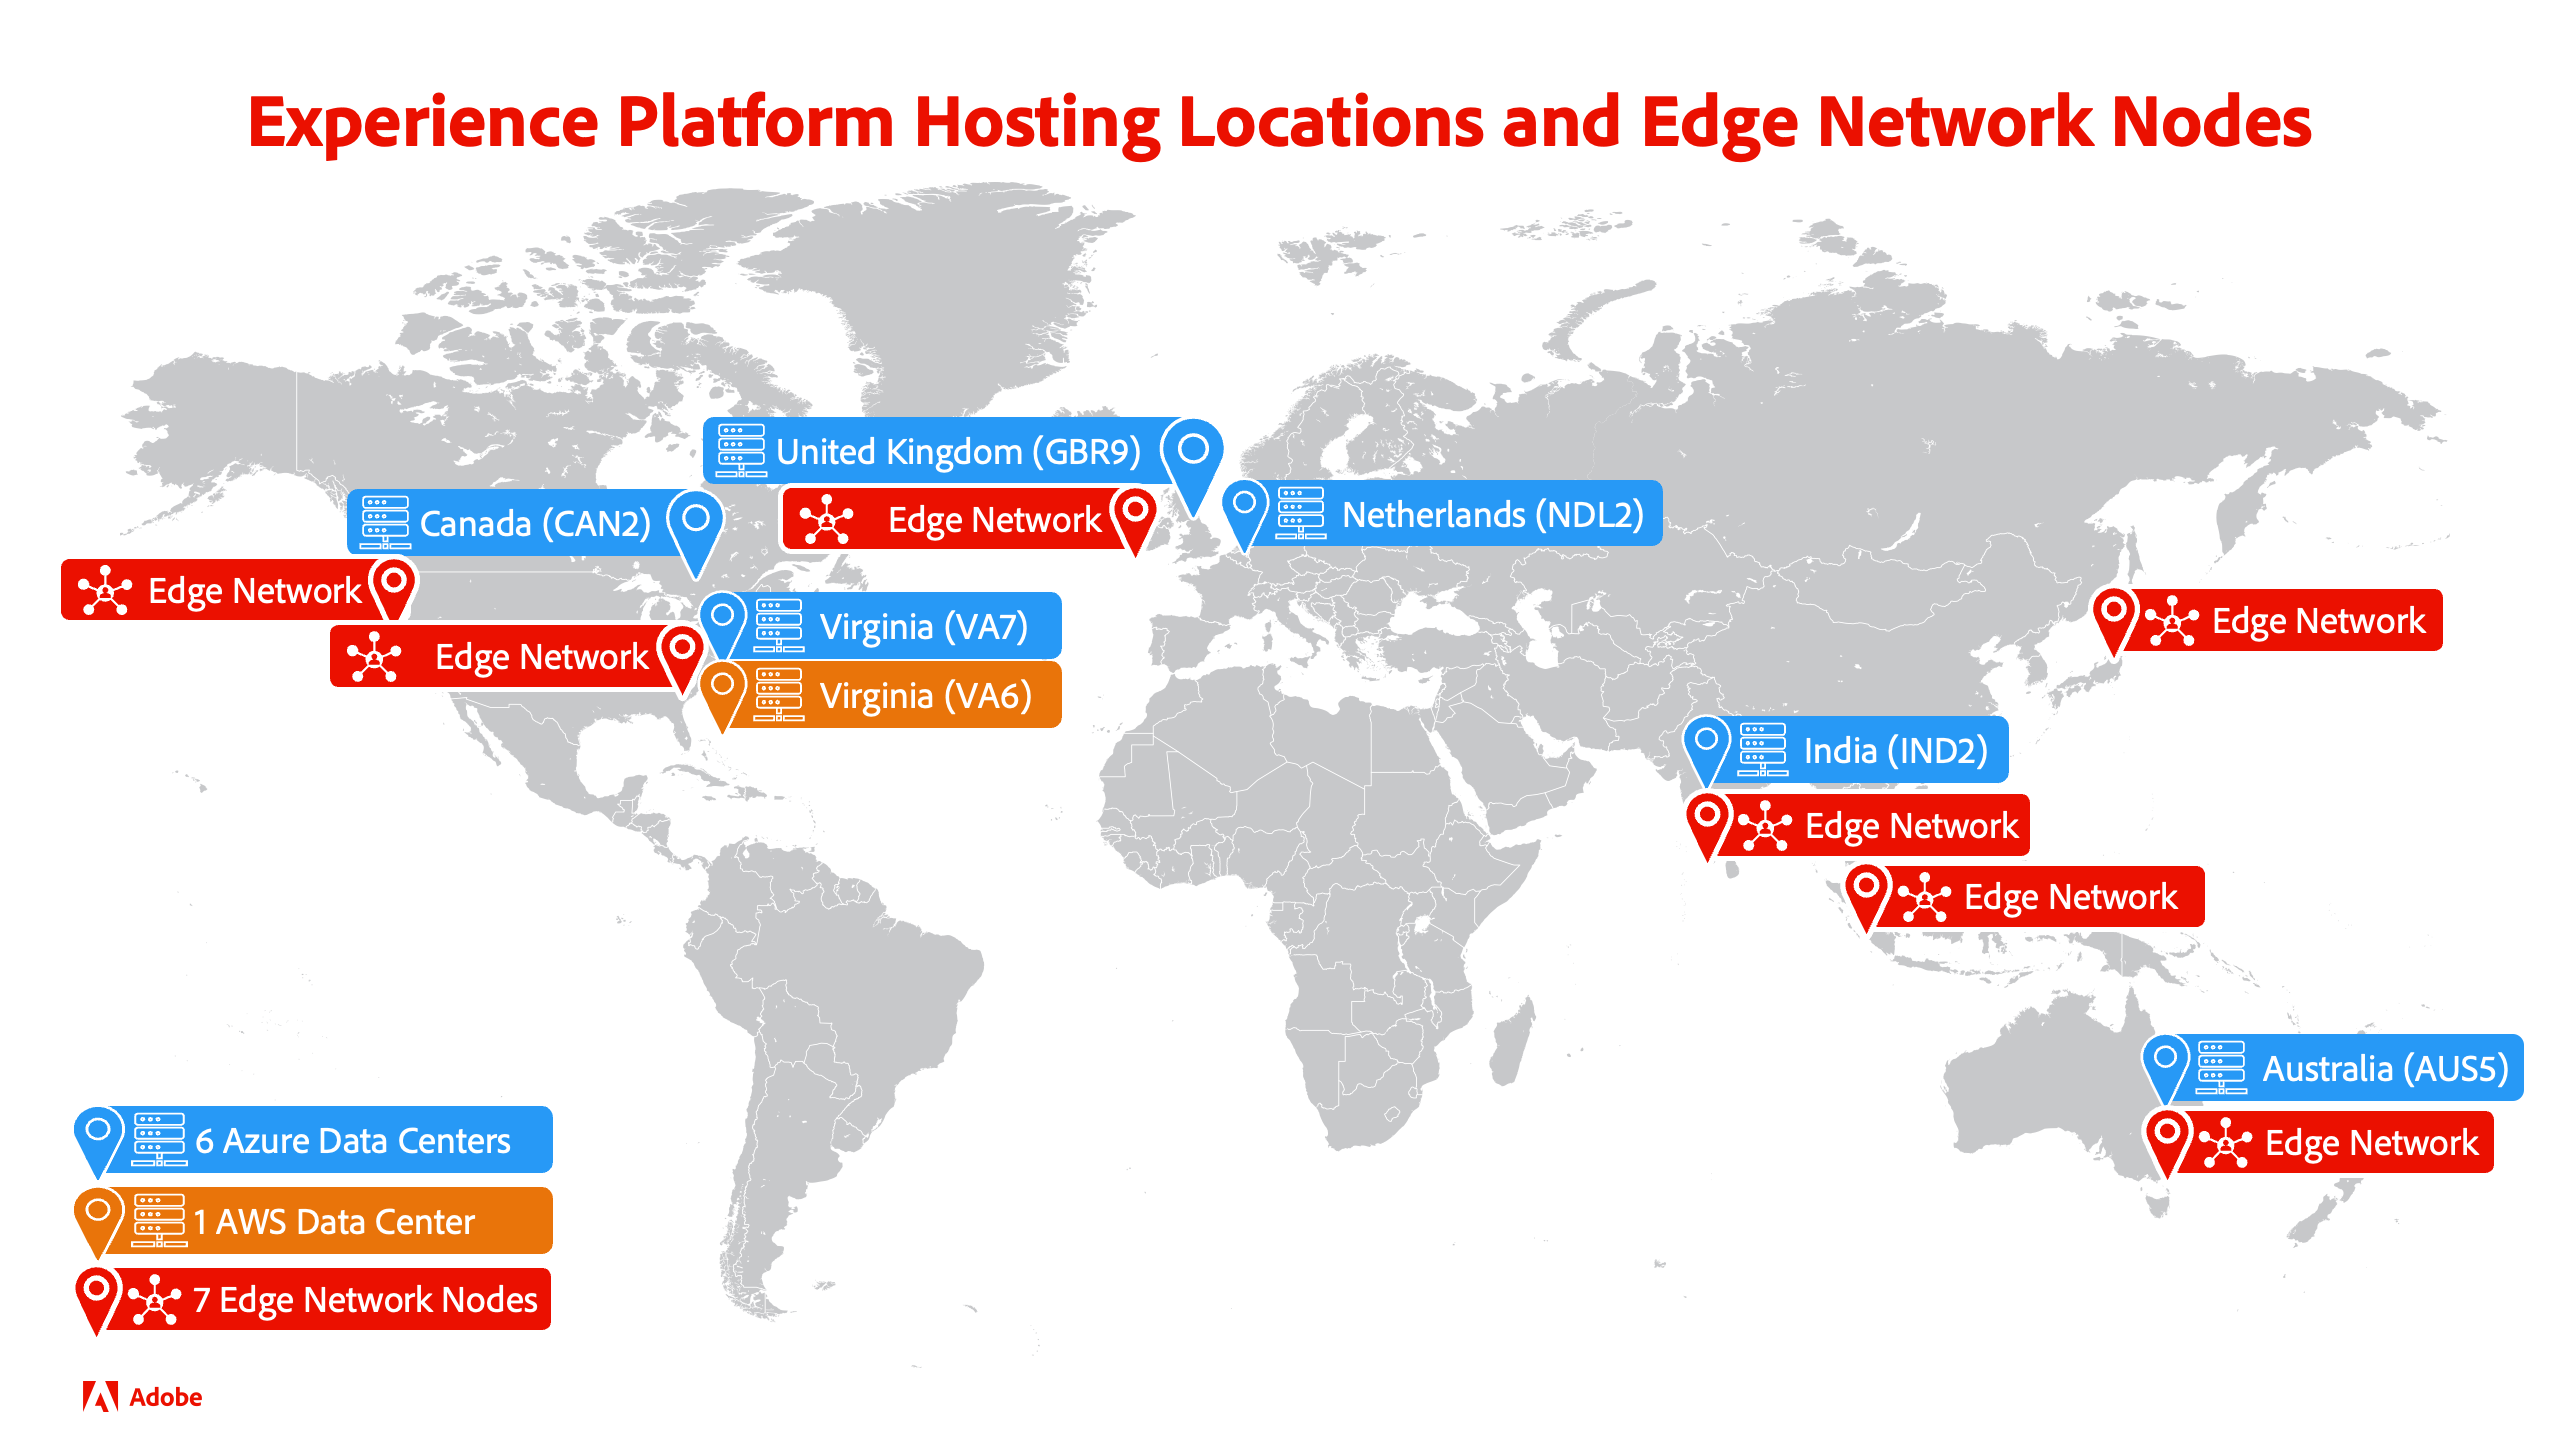 Experience Platform Hosting Locations and Edge Network Nodes
United Kingdom (GBR9)
Canada (CAN2)
Edge Network
Netherlands (NDL2)
Edge Network
Virginia (VA7)
Edge Network
Edge Network
Virginia (VA6)
India (IND2)
Edge Network
Edge Network
Australia (AUS5)
Edge Network
6 Azure Data Centers
1 AWS Data Center
7 Edge Network Nodes
Adobe